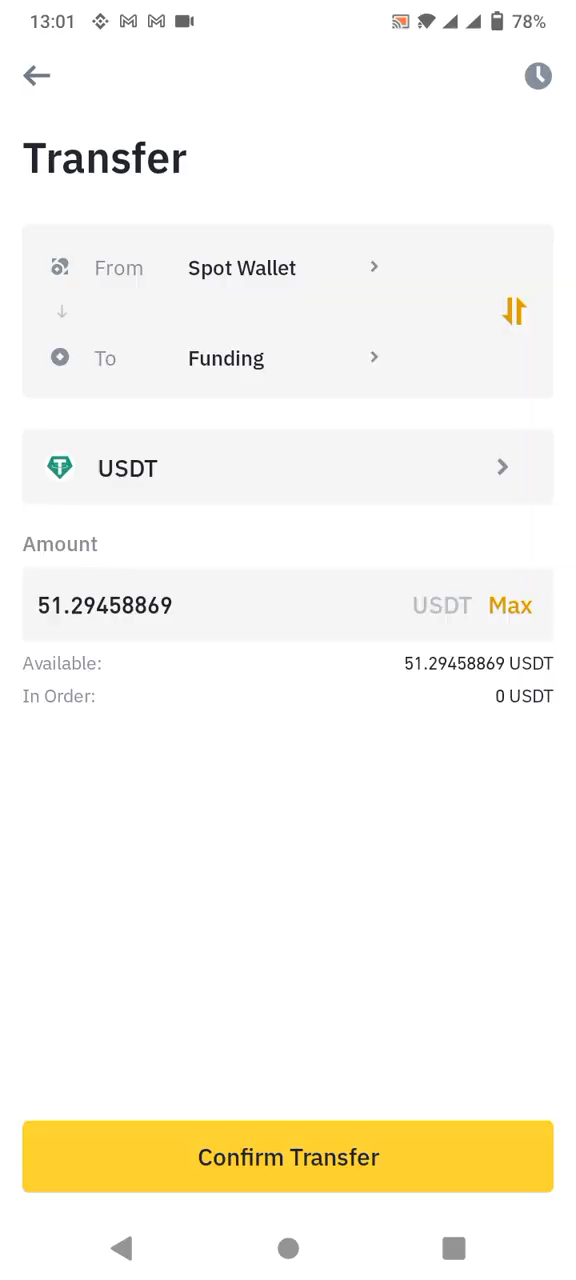 13:01 78%
Transfer
From Spot Wallet
To Funding
USDT
Amount
51.29458869 USDT Max
Available: 51.29458869 USDT
In Order: 0 USDT
Confirm Transfer